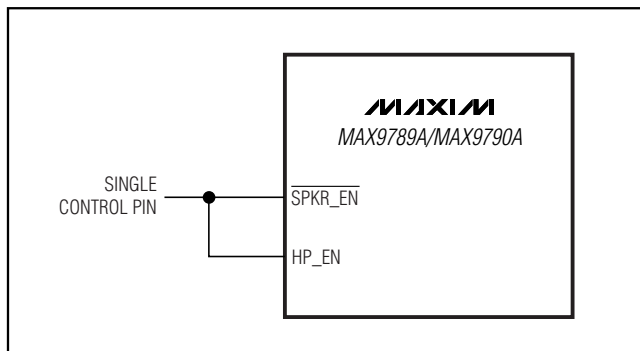 MAXIM
MAX9789A/MAX9790A
SINGLE
CONTROL PIN
SPKR_EN
HP_EN